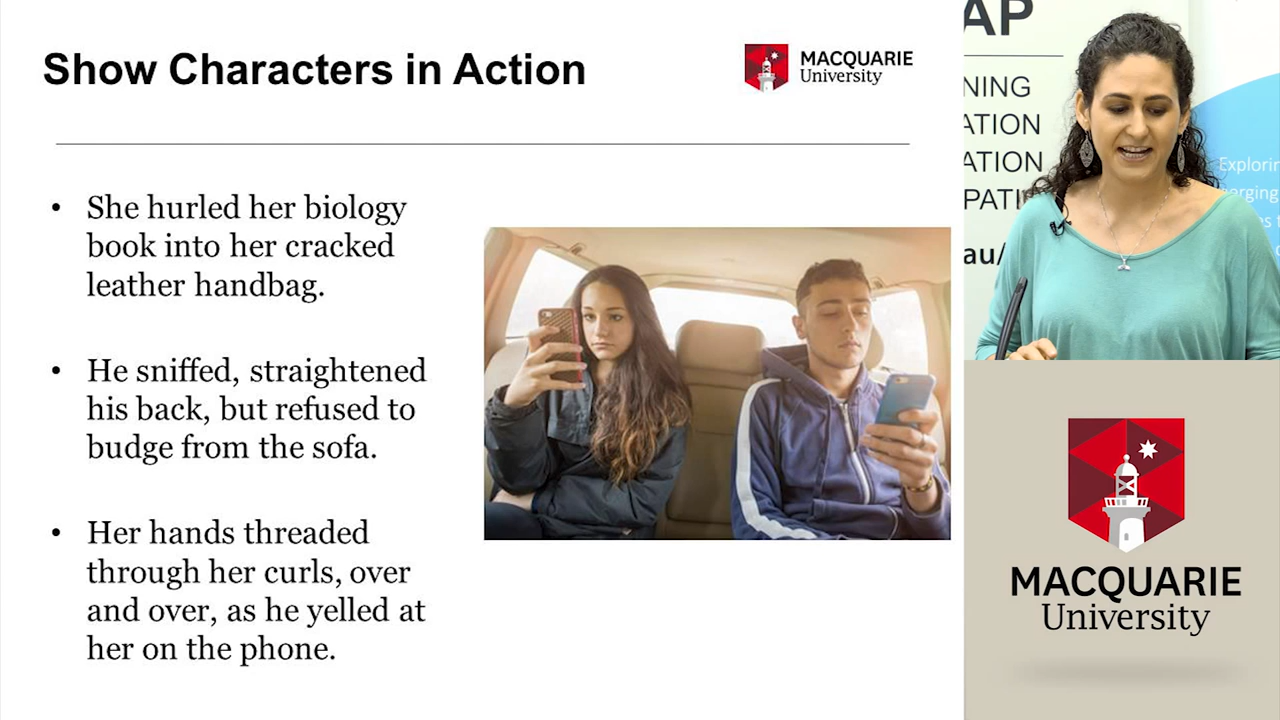 Show Characters in Action
MACQUARIE
University
• She hurled her biology
book into her cracked
leather handbag.
• He sniffed, straightened
his back, but refused to
budge from the sofa.
• Her hands threaded
through her curls, over
and over, as he yelled at
her on the phone.
AP
NING
ATION
ATION
PATI
au/
Explorin
erging
es
MACQUARIE
University